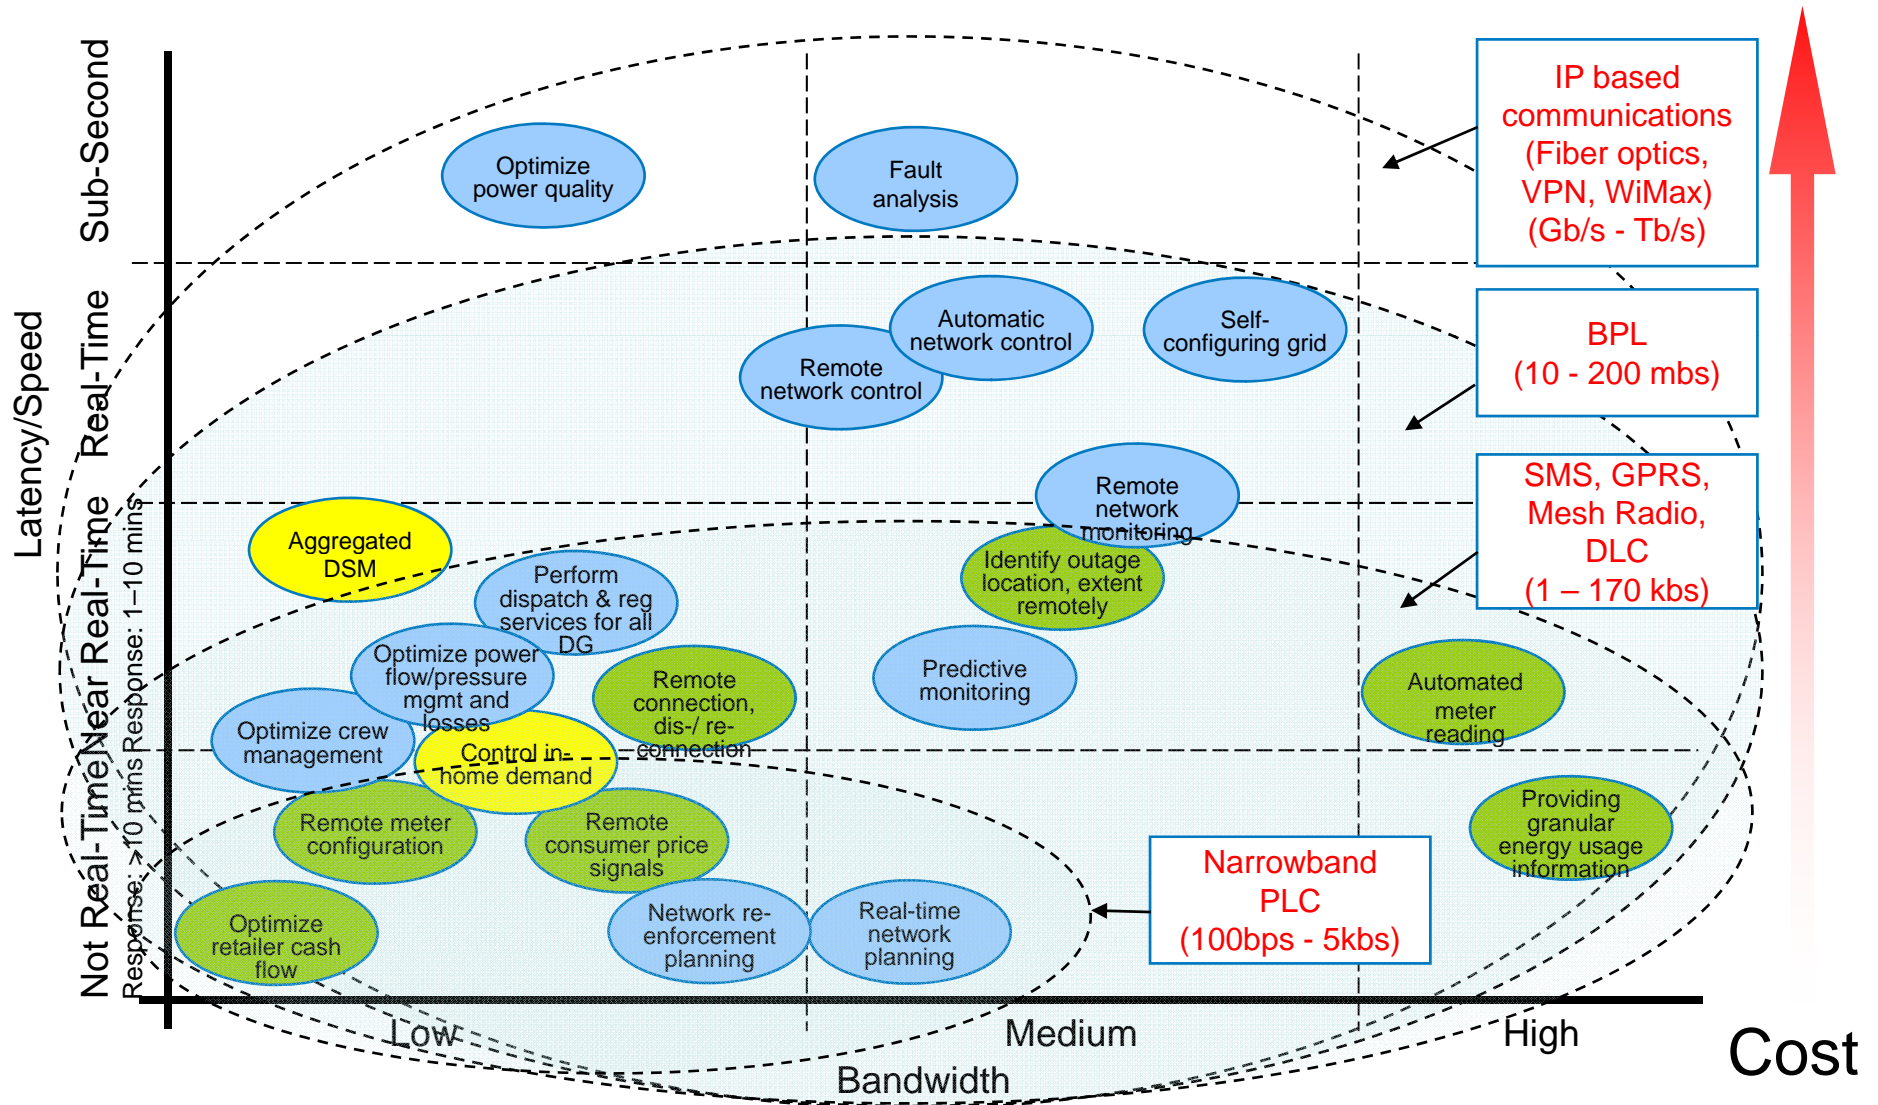 Latency/Speed
Sub-Second
Real-Time
Near Real-Time
Response: 1–10 mins
Not Real-Time
Response: >10 mins
Optimize
power quality
Fault
analysis
Automatic
network control
Self-
configuring grid
Remote
network control
Remote
network
monitoring
Aggregated
DSM
Perform
dispatch & reg
services for all
DG
Identify outage
location, extent
remotely
Optimize power
flow/pressure
mgmt and
losses
Remote
connection,
dis-/ re-
connection
Predictive
monitoring
Automated
meter
reading
Optimize crew
management
Control in-
home demand
Remote meter
configuration
Remote
consumer price
signals
Providing
granular
energy usage
information
Optimize
retailer cash
flow
Network re-
enforcement
planning
Real-time
network
planning
IP based
communications
(Fiber optics,
VPN, WiMax)
(Gb/s - Tb/s)
BPL
(10 - 200 mbs)
SMS, GPRS,
Mesh Radio,
DLC
(1 – 170 kbs)
Narrowband
PLC
(100bps - 5kbs)
Low
Medium
High
Bandwidth
Cost